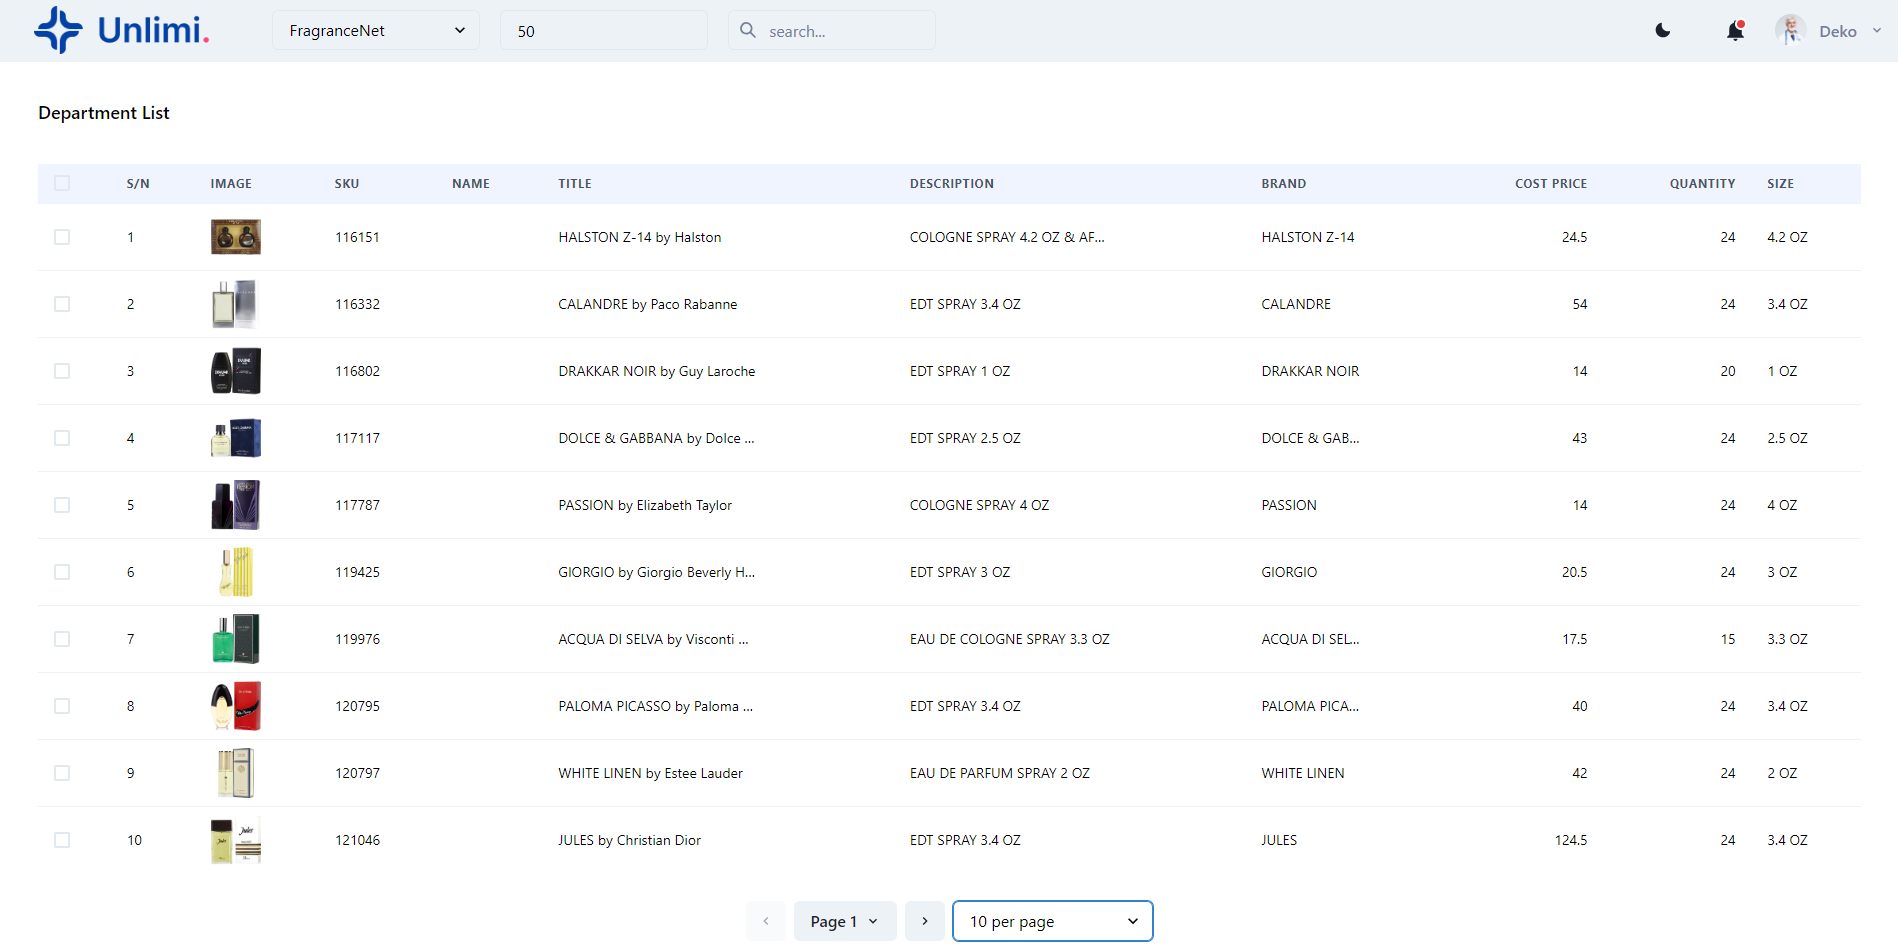 Unlimi.
FragranceNet
50
search...
Deko
Department List
S/N IMAGE SKU NAME TITLE DESCRIPTION BRAND COST PRICE QUANTITY SIZE
1 116151 HALSTON Z-14 by Halston COLOGNE SPRAY 4.2 OZ & AF... HALSTON Z-14 24.5 24 4.2 OZ
2 116332 CALANDRE by Paco Rabanne EDT SPRAY 3.4 OZ CALANDRE 54 24 3.4 OZ
3 116802 DRAKKAR NOIR by Guy Laroche EDT SPRAY 1 OZ DRAKKAR NOIR 14 20 1 OZ
4 117117 DOLCE & GABBANA by Dolce ... EDT SPRAY 2.5 OZ DOLCE & GAB... 43 24 2.5 OZ
5 117787 PASSION by Elizabeth Taylor COLOGNE SPRAY 4 OZ PASSION 14 24 4 OZ
6 119425 GIORGIO by Giorgio Beverly H... EDT SPRAY 3 OZ GIORGIO 20.5 24 3 OZ
7 119976 ACQUA DI SELVA by Visconti ... EAU DE COLOGNE SPRAY 3.3 OZ ACQUA DI SEL... 17.5 15 3.3 OZ
8 120795 PALOMA PICASSO by Paloma ... EDT SPRAY 3.4 OZ PALOMA PICA... 40 24 3.4 OZ
9 120797 WHITE LINEN by Estee Lauder EAU DE PARFUM SPRAY 2 OZ WHITE LINEN 42 24 2 OZ
10 121046 JULES by Christian Dior EDT SPRAY 3.4 OZ JULES 124.5 24 3.4 OZ
Page 1
10 per page